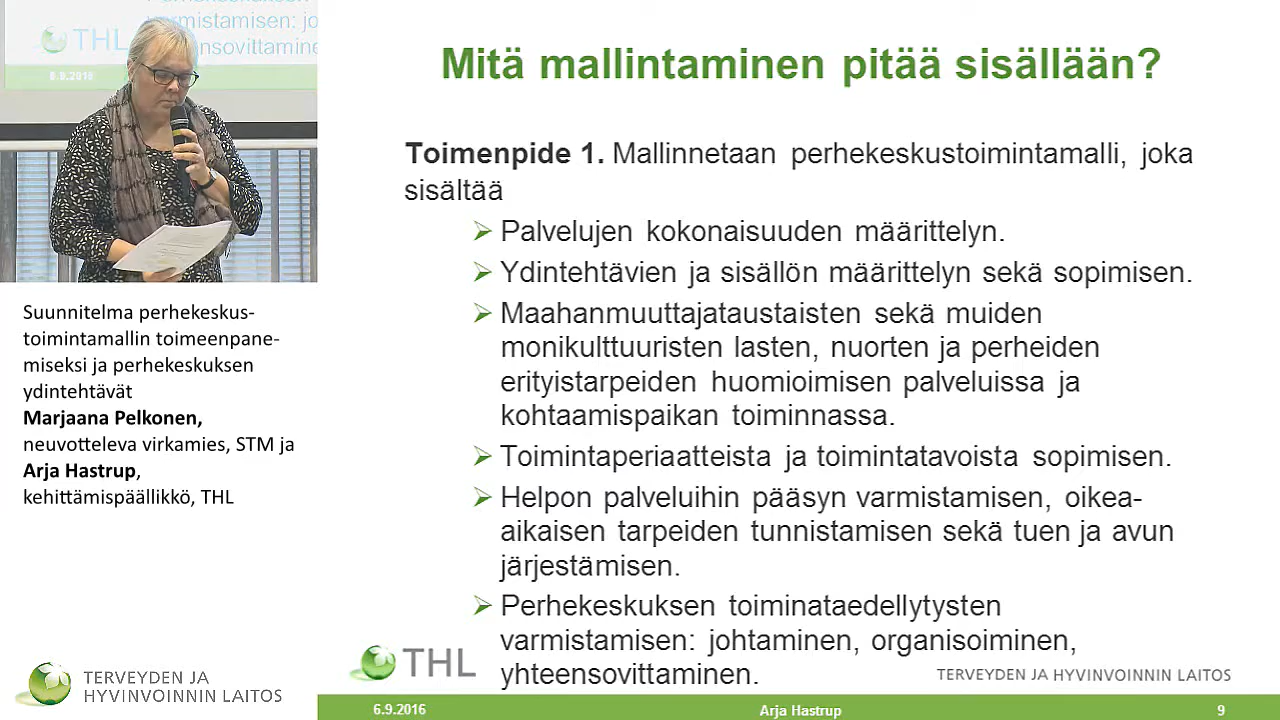 varmistamisen: jo
THL
ensovittamine
6.9.2016
Suunnitelma perhekeskus-
toimintamallin toimeenpane-
miseksi ja perhekeskuksen
ydintehtävät
Marjaana Pelkonen,
neuvotteleva virkamies, STM ja
Arja Hastrup,
kehittämispäällikkö, THL
TERVEYDEN JA
HYVINVOINNIN LAITOS
Mitä mallintaminen pitää sisällään?
Toimenpide 1. Mallinnetaan perhekeskustoimintamalli, joka
sisältää
Palvelujen kokonaisuuden määrittelyn.
Ydintehtävien ja sisällön määrittelyn sekä sopimisen.
Maahanmuuttajataustaisten sekä muiden
monikulttuuristen lasten, nuorten ja perheiden
erityistarpeiden huomioimisen palveluissa ja
kohtaamispaikan toiminnassa.
Toimintaperiaatteista ja toimintatavoista sopimisen.
Helpon palveluihin pääsyn varmistamisen, oikea-
aikaisen tarpeiden tunnistamisen sekä tuen ja avun
järjestämisen.
Perhekeskuksen toiminataedellytysten
varmistamisen: johtaminen, organisoiminen,
yhteensovittaminen.
THL
TERVEYDEN JA HYVINVOINNIN LAITOS
6.9.2016
Arja Hastrup
9